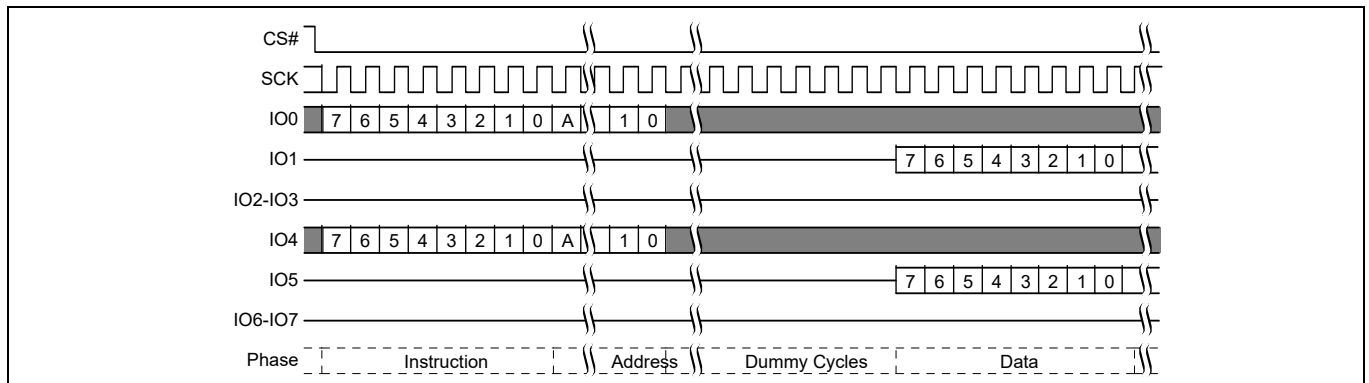 CS#
SCK
IO0 7 6 5 4 3 2 1 0 A 1 0
IO1 7 6 5 4 3 2 1 0
IO2-IO3
IO4 7 6 5 4 3 2 1 0 A 1 0
IO5 7 6 5 4 3 2 1 0
IO6-IO7
Phase Instruction Address Dummy Cycles Data